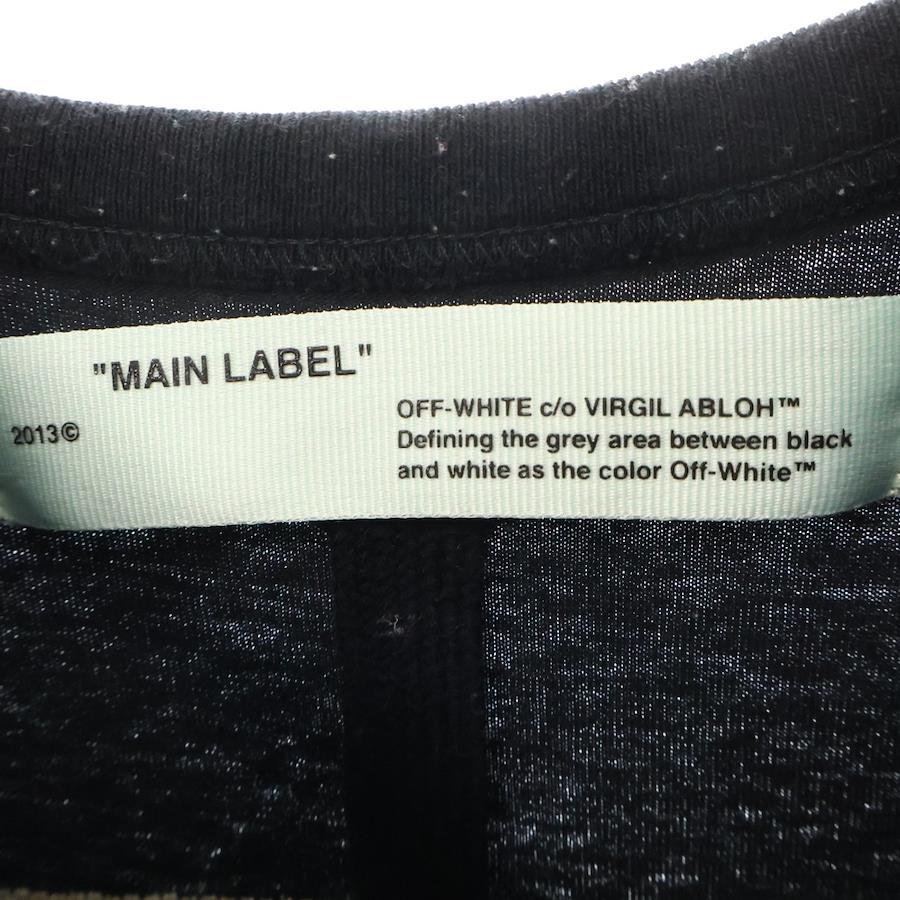 "MAIN LABEL"
2013©
OFF-WHITE c/o VIRGIL ABLOH™
Defining the grey area between black
and white as the color Off-White™